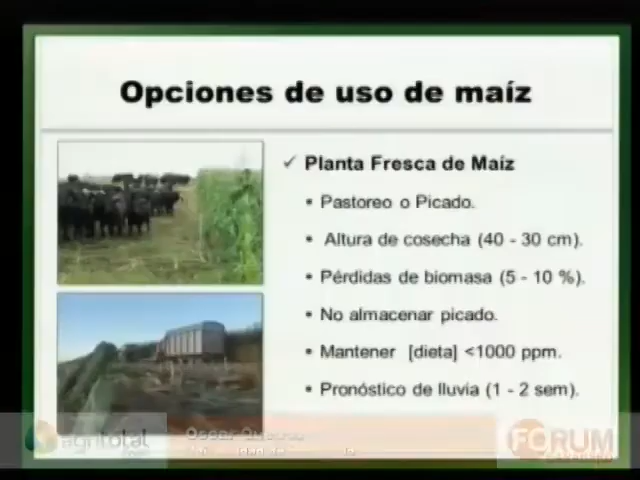 Opciones de uso de maíz
✓ Planta Fresca de Maíz
▪ Pastoreo o Picado.
▪ Altura de cosecha (40 - 30 cm).
▪ Pérdidas de biomasa (5 - 10 %).
▪ No almacenar picado.
▪ Mantener [dieta] <1000 ppm.
▪ Pronóstico de lluvia (1 - 2 sem).
agritotal
.com
FORUM